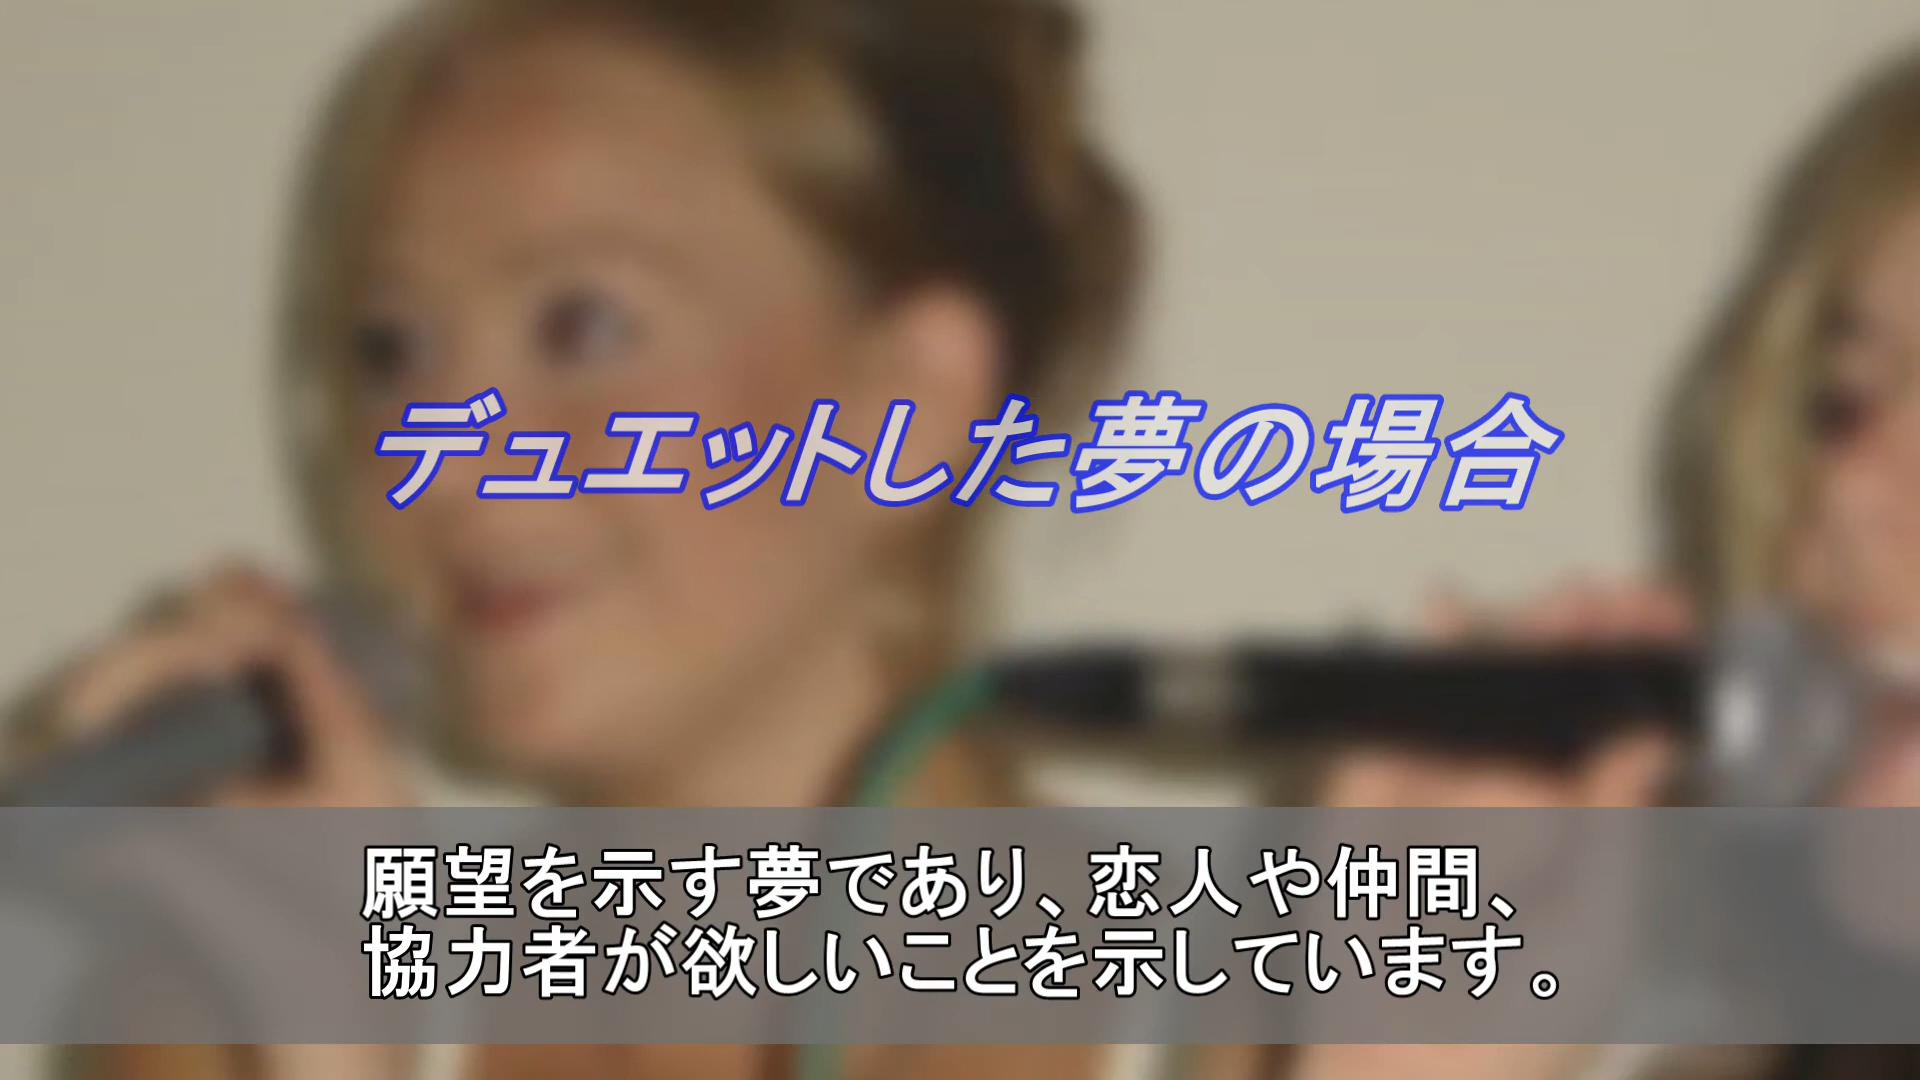 デュエットした夢の場合
願望を示す夢であり、恋人や仲間、
協力者が欲しいことを示しています。